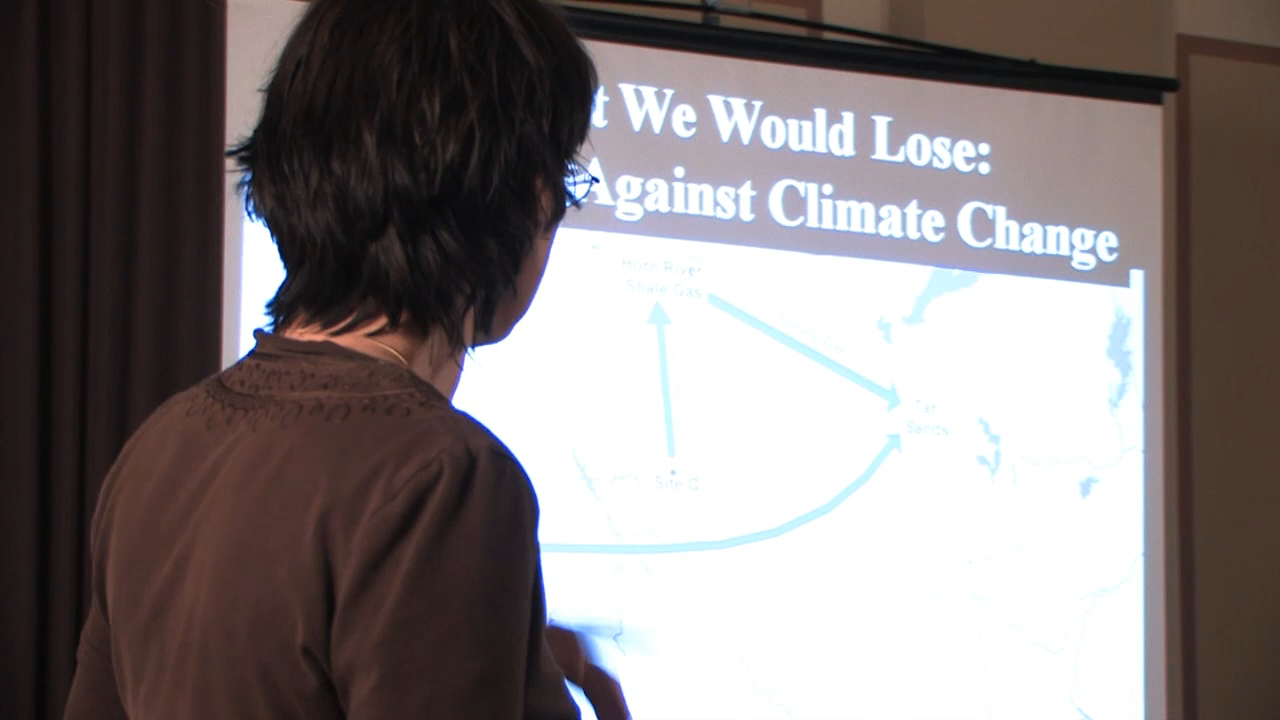 t We Would Lose:
Against Climate Change
Horn River
Shale Gas
Tar
Sands
Site C